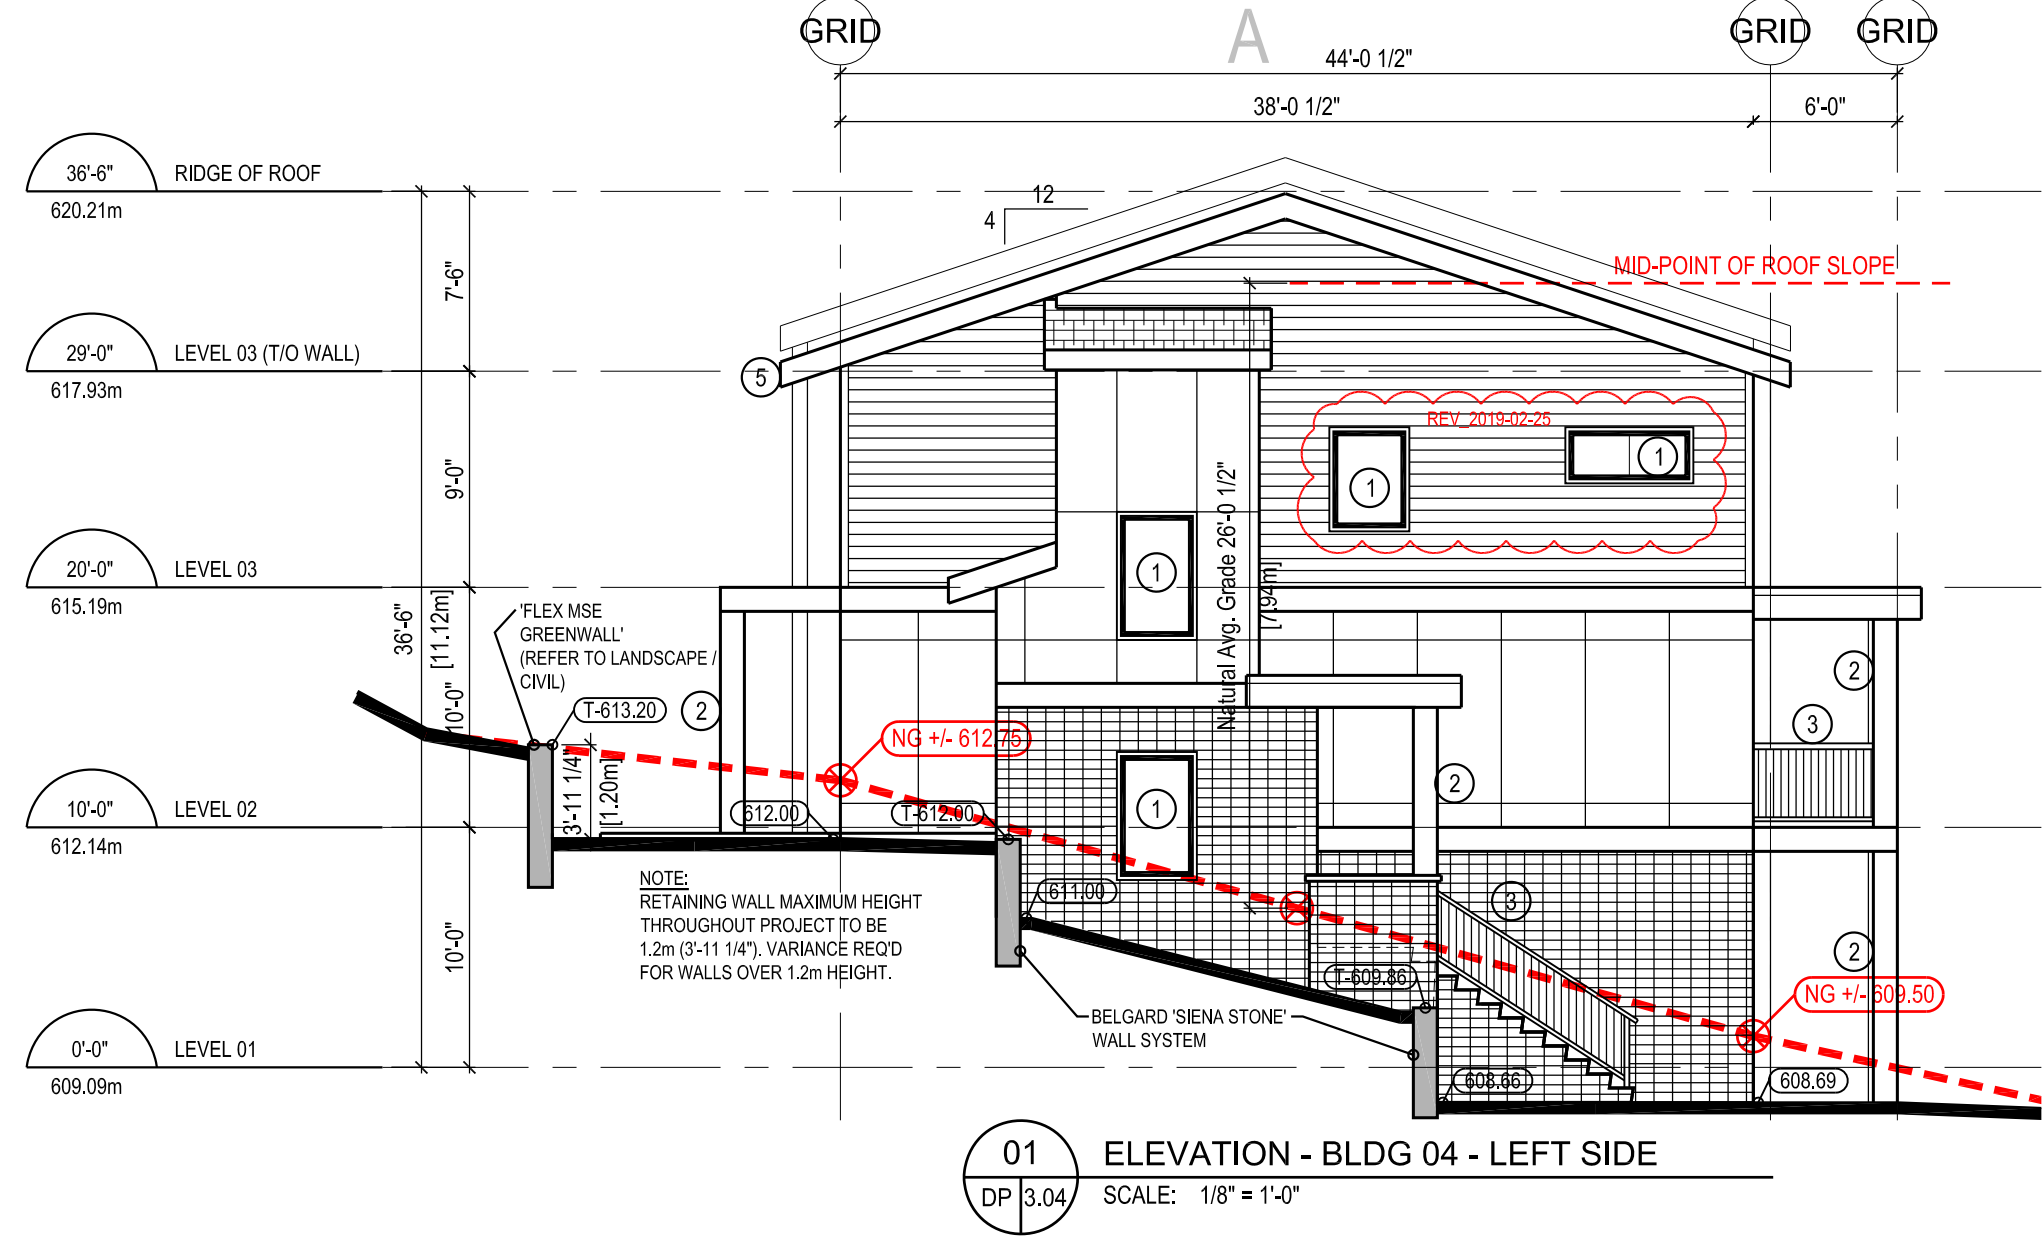 GRID
A
GRID
GRID
44'-0 1/2"
38'-0 1/2"
6'-0"
36'-6"
RIDGE OF ROOF
620.21m
12
4
7'-6"
MID-POINT OF ROOF SLOPE
29'-0"
LEVEL 03 (T/O WALL)
617.93m
5
REV_2019-02-25
1
1
9'-0"
Natural Avg. Grade 26'-0 1/2"
[7.94m]
20'-0"
LEVEL 03
615.19m
1
36'-6"
[11.12m]
'FLEX MSE
GREENWALL'
(REFER TO LANDSCAPE /
CIVIL)
T-613.20
2
10'-0"
NG +/- 612.75
2
3
3'-11 1/4"
[1.20m]
10'-0"
LEVEL 02
612.14m
612.00
T-612.00
1
2
NOTE:
RETAINING WALL MAXIMUM HEIGHT
THROUGHOUT PROJECT TO BE
1.2m (3'-11 1/4"). VARIANCE REQ'D
FOR WALLS OVER 1.2m HEIGHT.
611.00
3
10'-0"
2
T-609.86
NG +/- 609.50
BELGARD 'SIENA STONE'
WALL SYSTEM
0'-0"
LEVEL 01
609.09m
608.66
608.69
01
DP
3.04
ELEVATION - BLDG 04 - LEFT SIDE
SCALE: 1/8" = 1'-0"